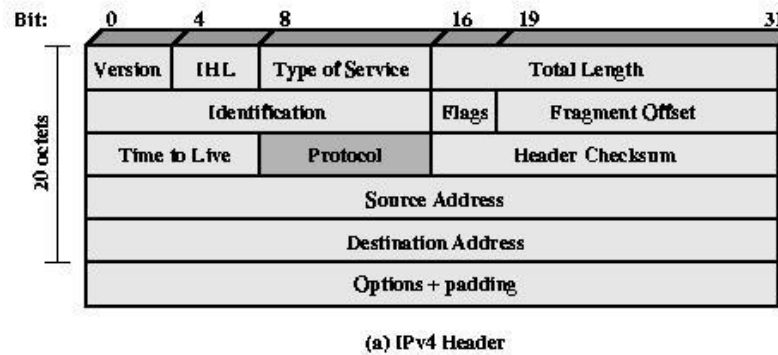 Bit: 0 4 8 16 19 31
Version IHL Type of Service Total Length
Identification Flags Fragment Offset
20 octets
Time to Live Protocol Header Checksum
Source Address
Destination Address
Options + padding
(a) IPv4 Header